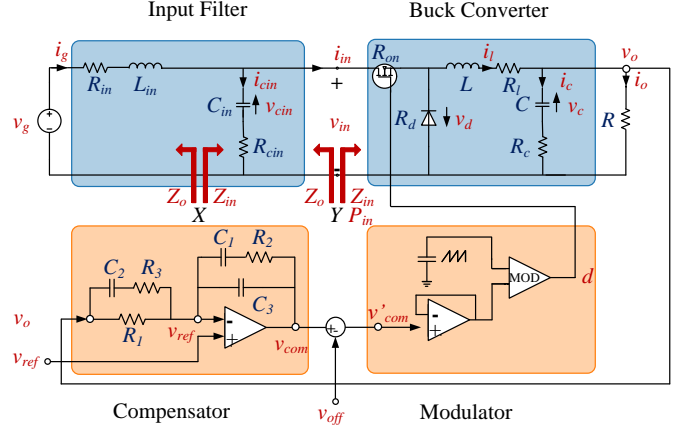 Input Filter
Buck Converter
i_g
R_in
L_in
i_cin
C_in
v_cin
R_cin
v_g
i_in
+
v_in
-
R_on
L
i_l
R_l
i_c
C
v_c
R_c
v_o
i_o
R
R_d
v_d
Z_o
X
Z_in
Z_o
Y
Z_in
P_in
C_1
R_2
C_2
R_3
C_3
R_1
v_o
v_ref
v_ref
-
+
v_com
+
-
v'_com
v_off
-
+
MOD
d
Compensator
Modulator